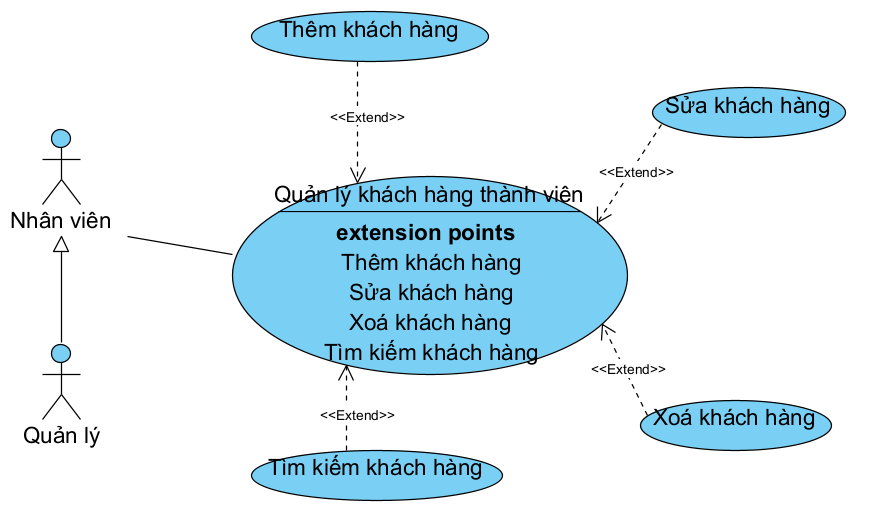 Thêm khách hàng
Sửa khách hàng
<<Extend>>
<<Extend>>
Nhân viên
Quản lý khách hàng thành viên
extension points
Thêm khách hàng
Sửa khách hàng
Xoá khách hàng
Tìm kiếm khách hàng
<<Extend>>
<<Extend>>
Quản lý
Xoá khách hàng
Tìm kiếm khách hàng